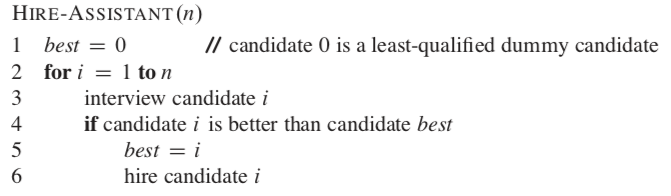 HIRE-ASSISTANT(n)
1 best = 0 // candidate 0 is a least-qualified dummy candidate
2 for i = 1 to n
3 interview candidate i
4 if candidate i is better than candidate best
5 best = i
6 hire candidate i